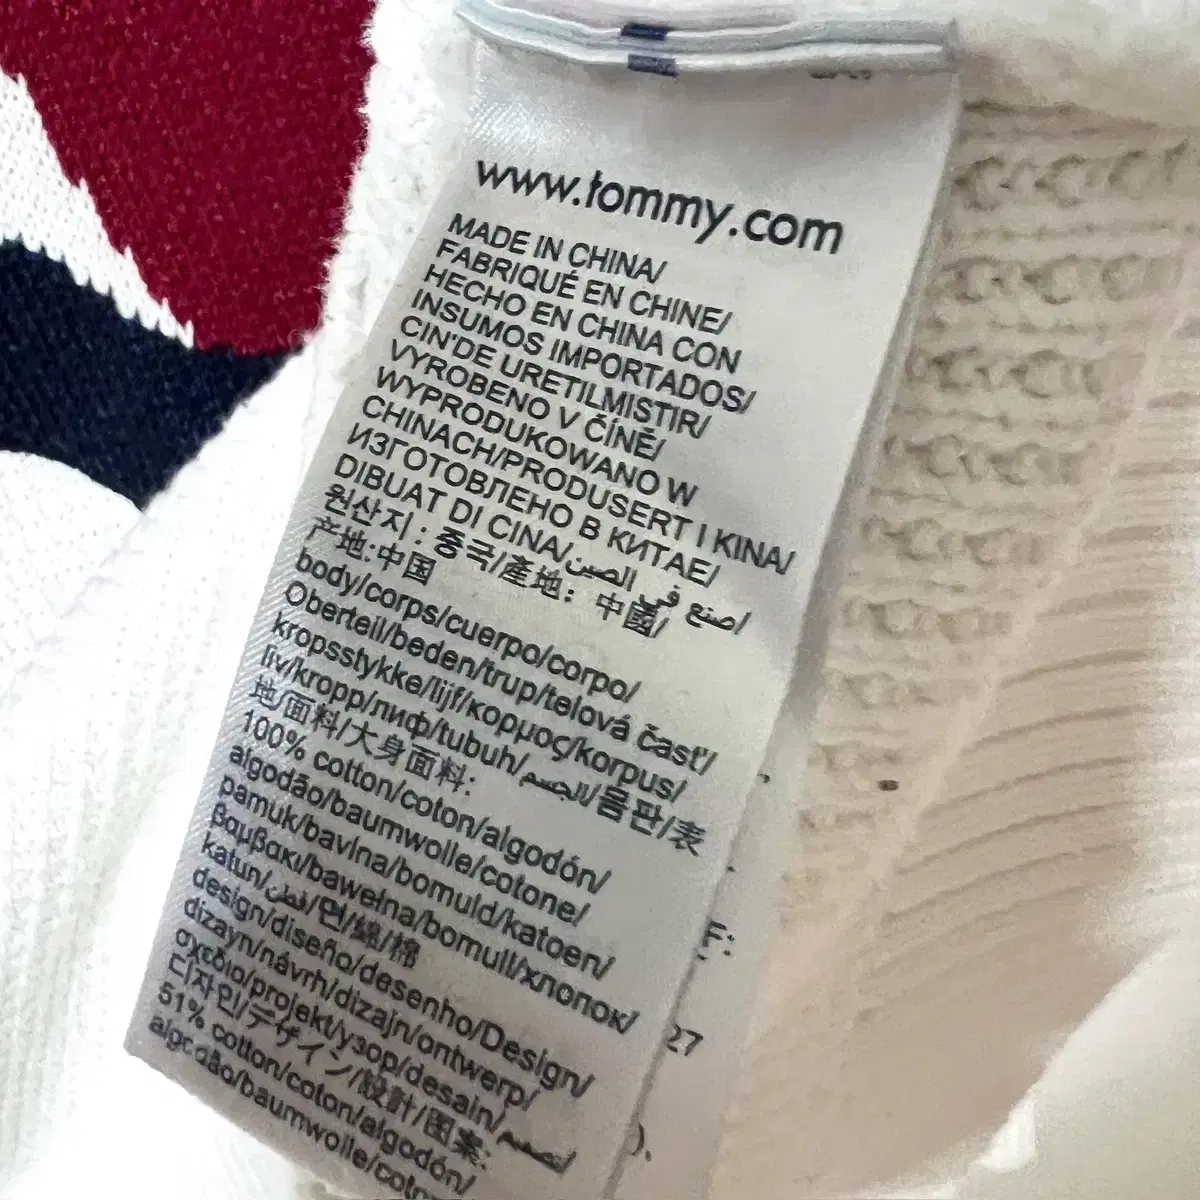 www.tommy.com
MADE IN CHINA/
FABRIQUÉ EN CHINE/
HECHO EN CHINA CON
INSUMOS IMPORTADOS/
CIN'DE URETILMISTIR/
VYROBENO V ČÍNĚ/
WYPRODUKOWANO W
CHINACH/PRODUSERT I KINA/
ИЗГОТОВЛЕНО В КИТАЕ/
DIBUAT DI CINA/اصنع في الصين/
원산지 : 중국/產地: 中國/
产地:中国
body/corps/cuerpo/corpo/
Oberteil/beden/trup/telová časť/
kropsstykke/lijf/κορμος/korpus/
liv/kropp/лиф/tubuh/الجسم/몸판/表
地/面料/大身面料:
100% cotton/coton/algodón/
algodão/baumwolle/cotone/
pamuk/bavlna/bomuld/katoen/
βαμβακι/bawełna/bomull/хлопок/
katun/قطن/면/綿/棉
design/diseño/desenho/Design/
dizayn/návrh/dizajn/ontwerp/
σχεδιο/projekt/узор/desain/تصميم/
디자인/デザイン/設計/图案:
51% cotton/coton/algodón/
algodão/baumwolle/
F:
27
).